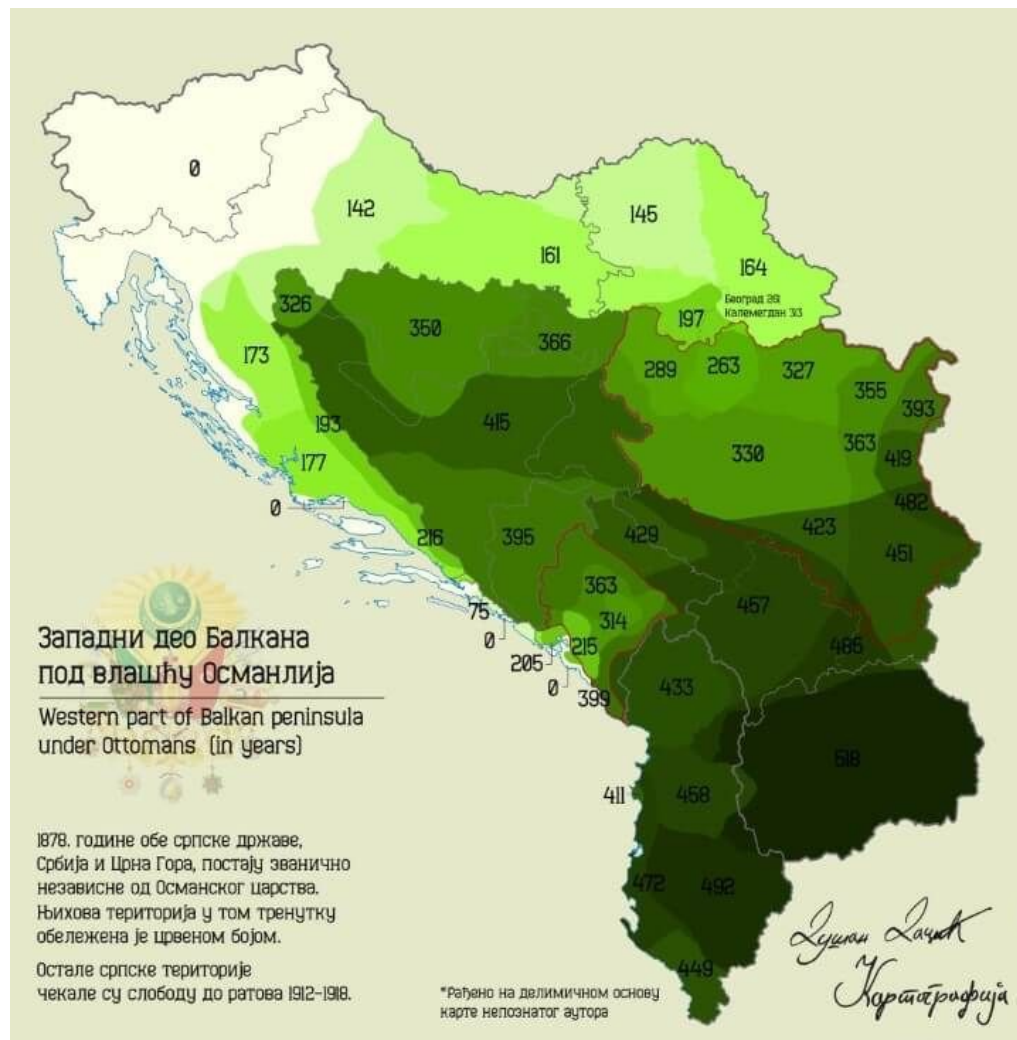 0
142
145
161
164
326
350
366
197
Београд 291
Калемегдан 313
173
289
263
327
355
393
193
415
330
363
419
177
0
482
216
395
429
423
451
363
457
75
314
0
215
486
205
0
399
433
518
411
458
472
492
449
Западни део Балкана
под влашћу Османлија
Western part of Balkan peninsula
under Ottomans (in years)
1878. године обе српске државе,
Србија и Црна Гора, постају званично
независне од Османског царства.
Њихова територија у том тренутку
обележена је црвеном бојом.
Остале српске територије
чекале су слободу до ратова 1912-1918.
*Рађено на делимичном основу
карте непознатог аутора
Душан
Картографија